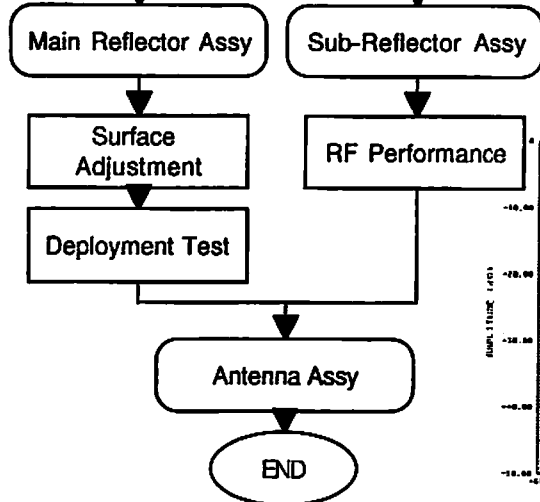 Main Reflector Assy
Sub-Reflector Assy
Surface
Adjustment
RF Performance
Deployment Test
Antenna Assy
END